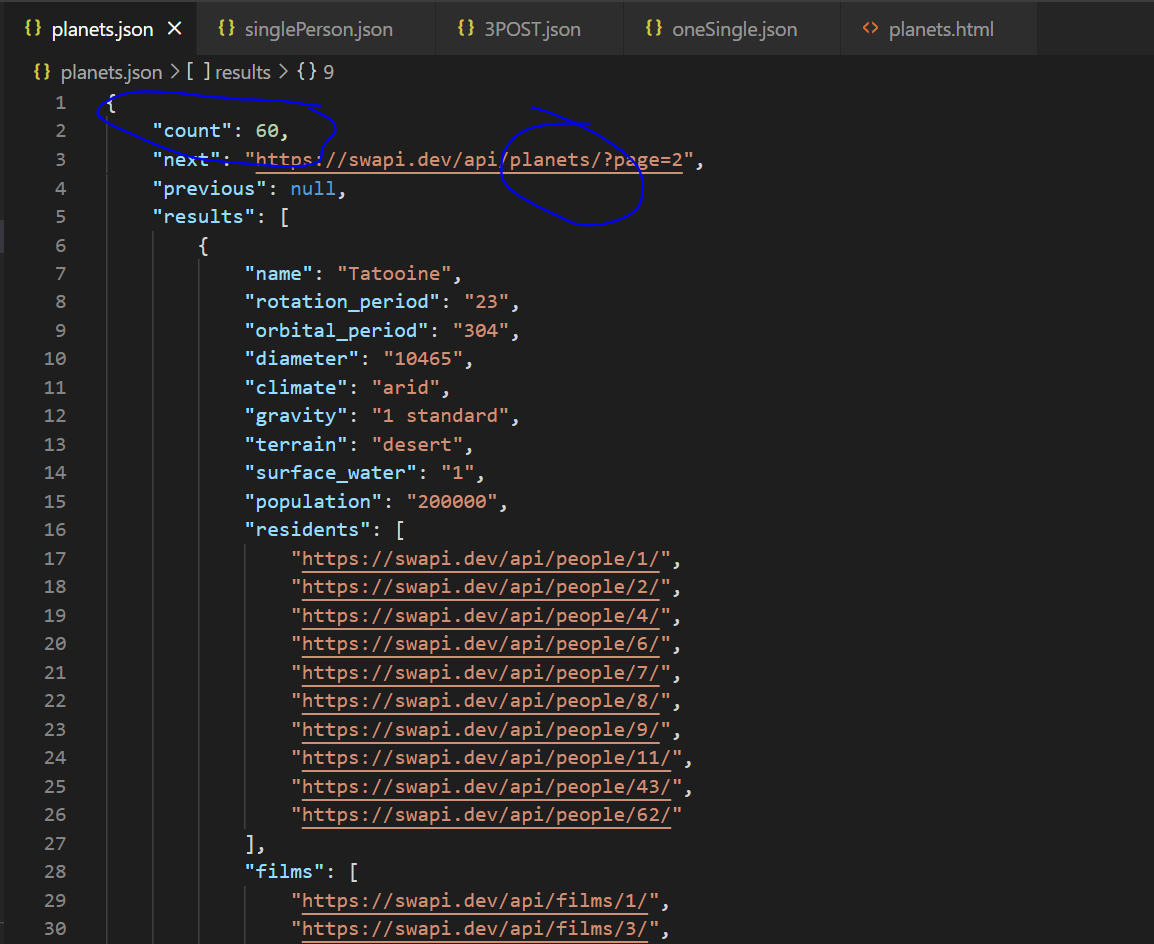 {} planets.json × {} singlePerson.json {} 3POST.json {} oneSingle.json <> planets.html
{} planets.json > [ ] results > {} 9
1 {
2 "count": 60,
3 "next": "https://swapi.dev/api/planets/?page=2",
4 "previous": null,
5 "results": [
6 {
7 "name": "Tatooine",
8 "rotation_period": "23",
9 "orbital_period": "304",
10 "diameter": "10465",
11 "climate": "arid",
12 "gravity": "1 standard",
13 "terrain": "desert",
14 "surface_water": "1",
15 "population": "200000",
16 "residents": [
17 "https://swapi.dev/api/people/1/",
18 "https://swapi.dev/api/people/2/",
19 "https://swapi.dev/api/people/4/",
20 "https://swapi.dev/api/people/6/",
21 "https://swapi.dev/api/people/7/",
22 "https://swapi.dev/api/people/8/",
23 "https://swapi.dev/api/people/9/",
24 "https://swapi.dev/api/people/11/",
25 "https://swapi.dev/api/people/43/",
26 "https://swapi.dev/api/people/62/"
27 ],
28 "films": [
29 "https://swapi.dev/api/films/1/",
30 "https://swapi.dev/api/films/3/",